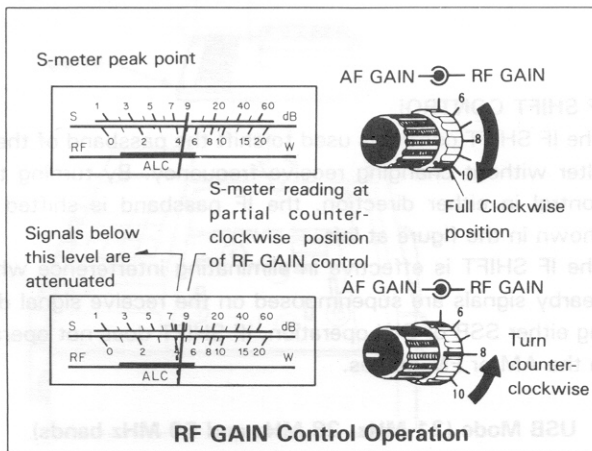 S-meter peak point
1 3 5 7 9 20 40 60
S dB
0 2 4 6 8 10 15 20
RF W
ALC
AF GAIN RF GAIN
6
8
10
Full Clockwise
position
S-meter reading at
partial counter-
clockwise position
of RF GAIN control
Signals below
this level are
attenuated
1 3 5 7 9 20 40 60
S dB
0 2 4 6 8 10 15 20
RF W
ALC
AF GAIN RF GAIN
6
8
10
Turn
counter-
clockwise
RF GAIN Control Operation